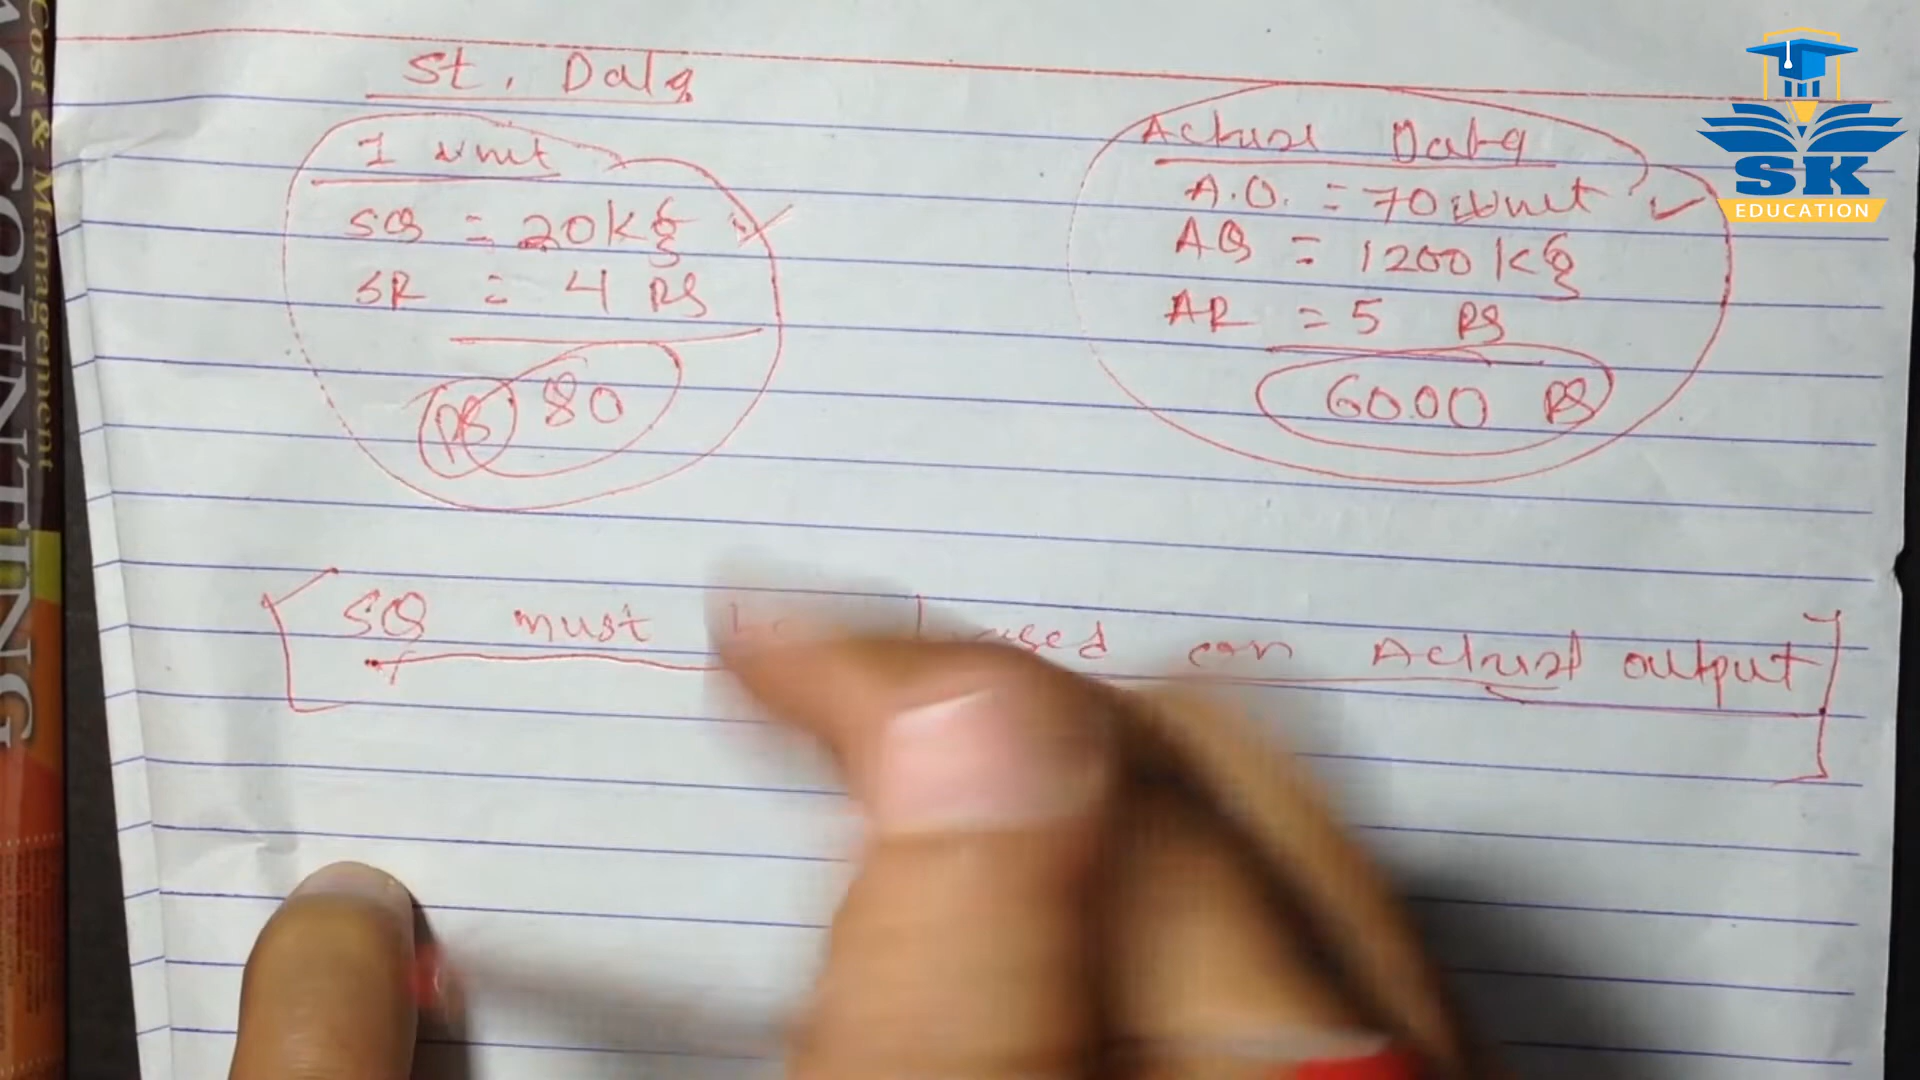 St. Data
1 unit
SQ = 20 kg
SR = 4 RS
RS 80
Actual Data
A.O. = 70 unit
AQ = 1200 kg
AR = 5 RS
6000 RS
SQ must based on Actual output
SK
EDUCATION
Cost & Management
ACCOUNTING